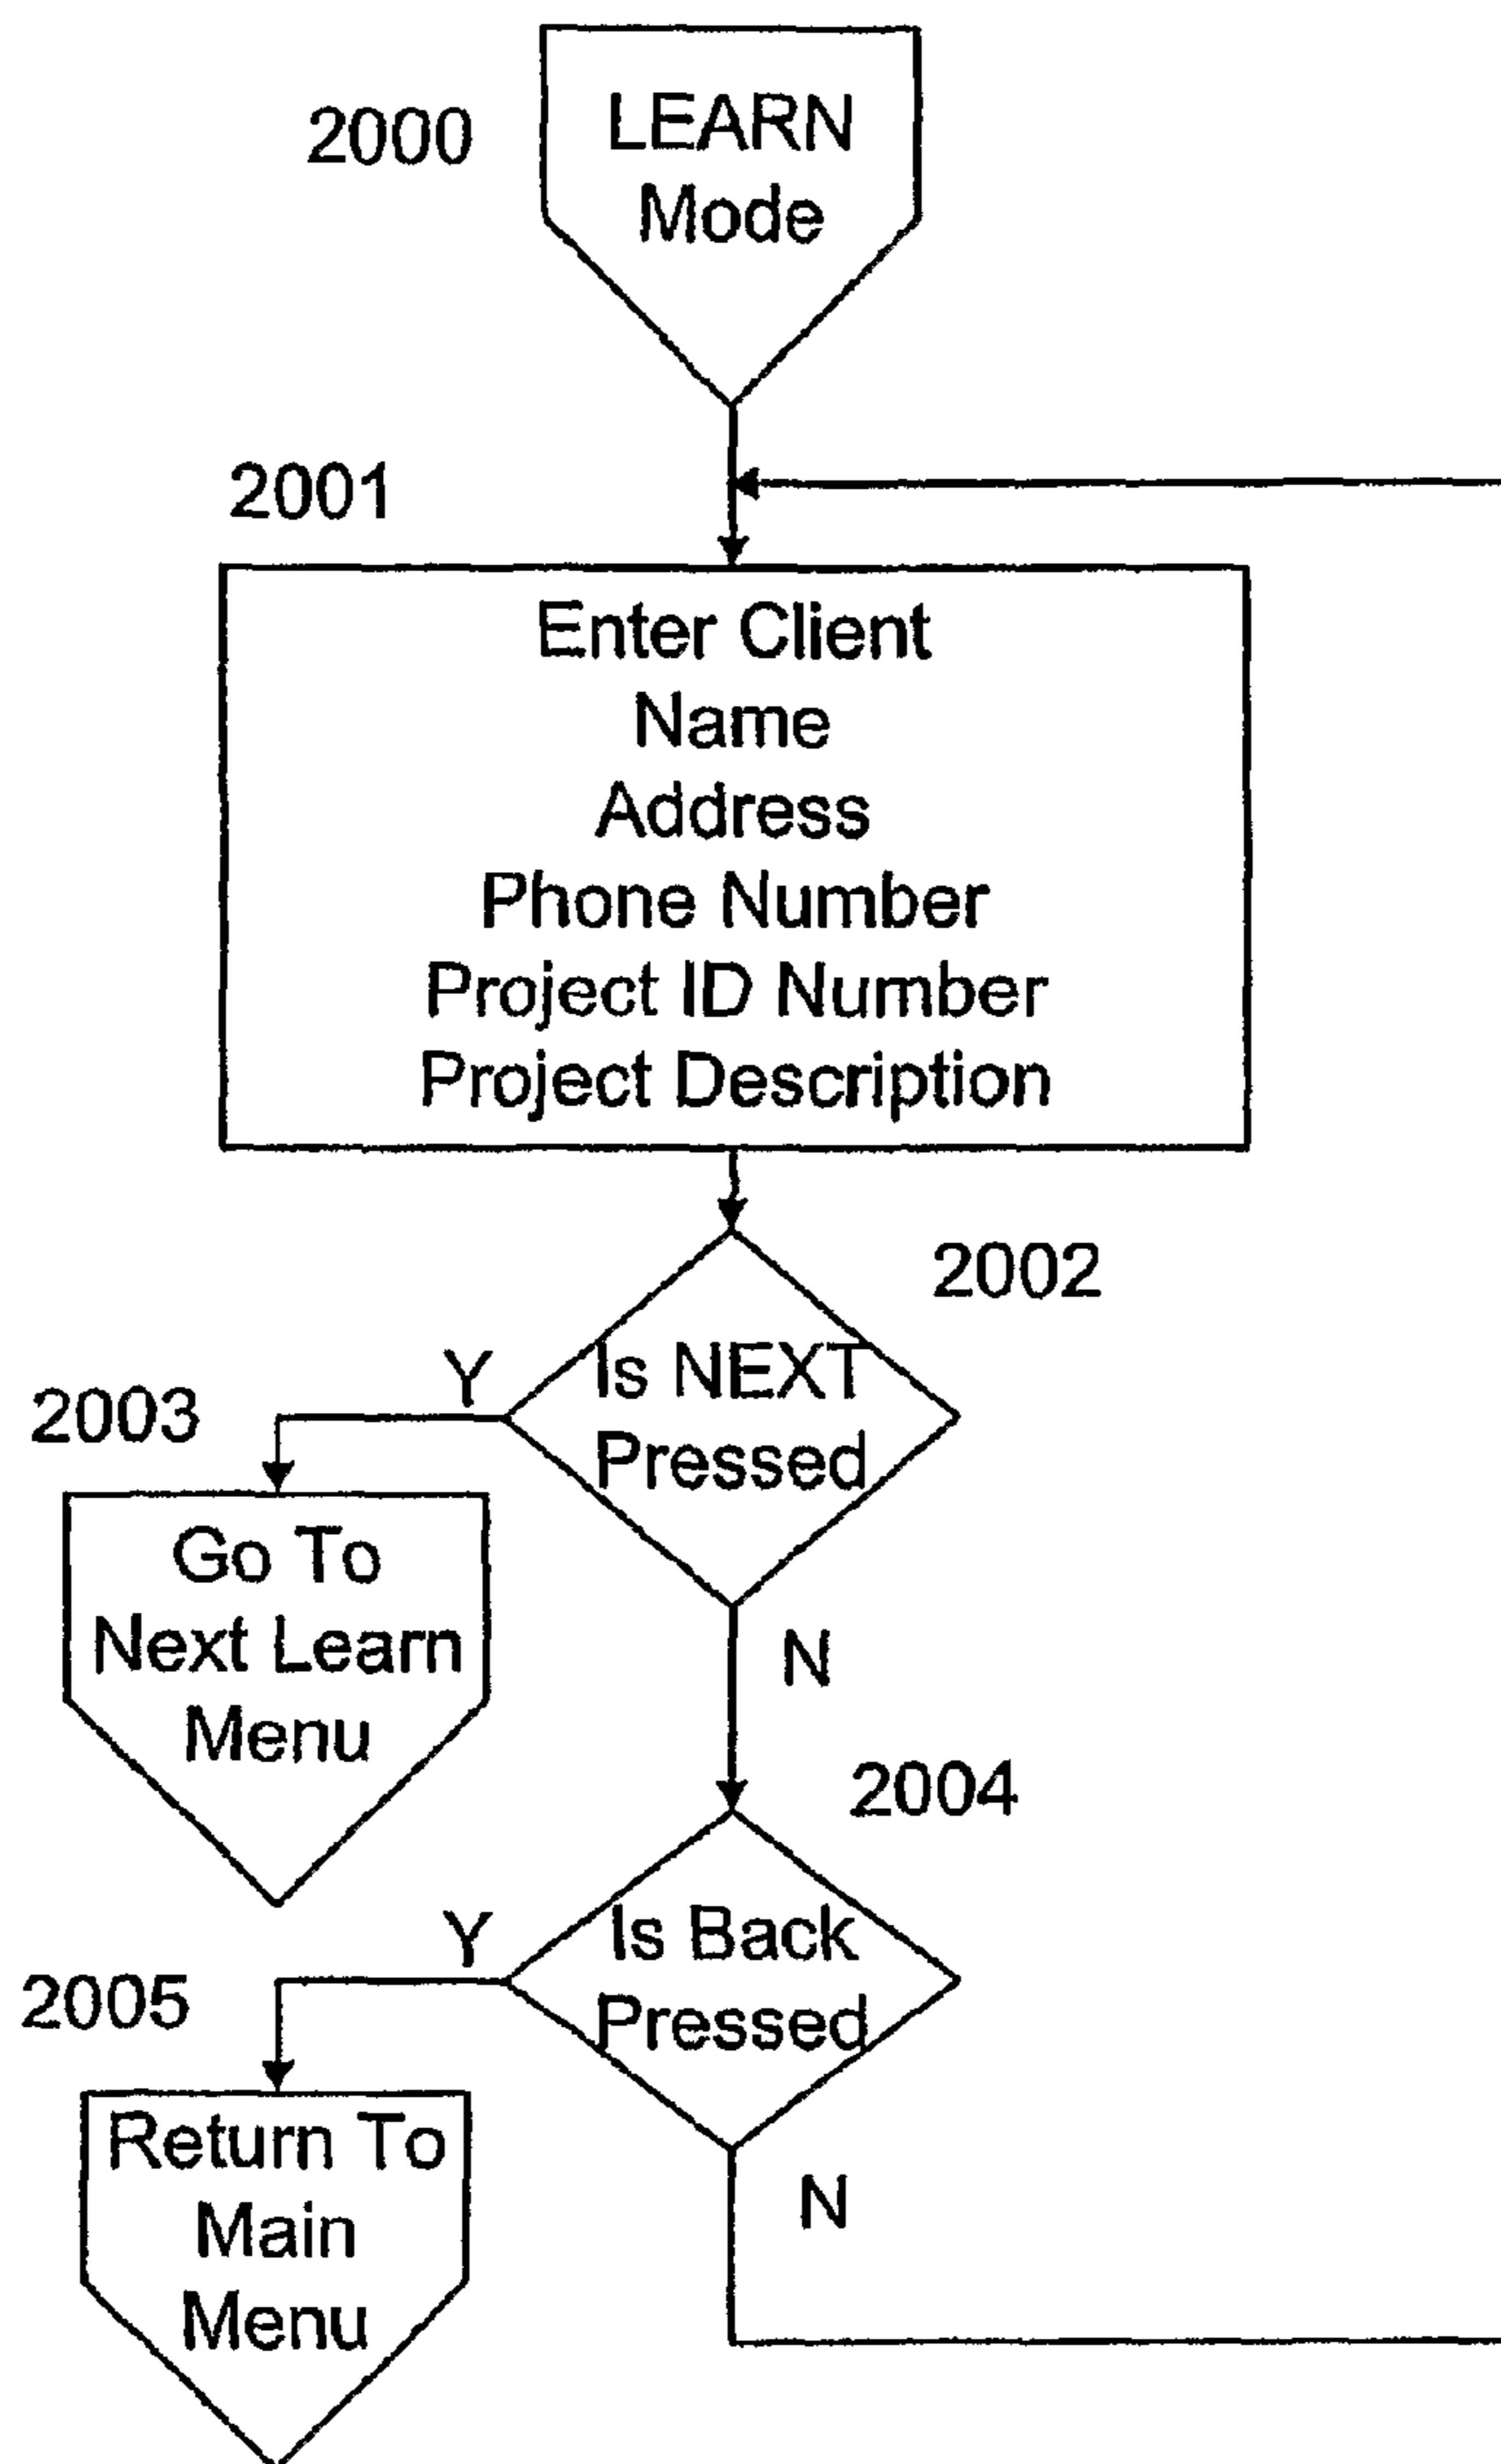 2000
LEARN
Mode
2001
Enter Client
Name
Address
Phone Number
Project ID Number
Project Description
2002
Is NEXT
Pressed
Y
2003
Go To
Next Learn
Menu
N
2004
Is Back
Pressed
Y
2005
Return To
Main
Menu
N